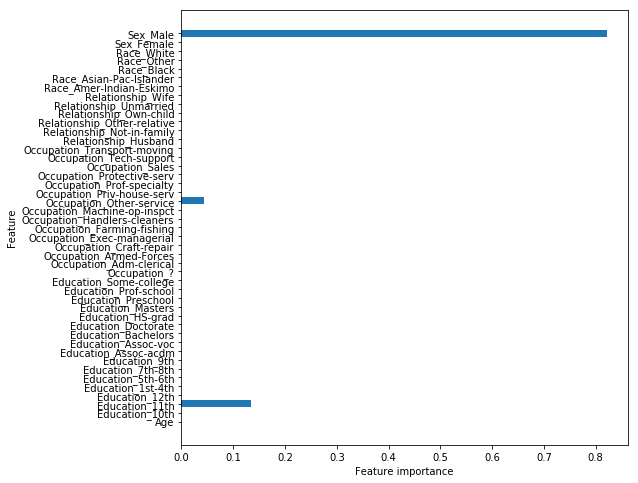 Sex_Male
Sex_Female
Race_White
Race_Other
Race_Black
Race_Asian-Pac-Islander
Race_Amer-Indian-Eskimo
Relationship_Wife
Relationship_Unmarried
Relationship_Own-child
Relationship_Other-relative
Relationship_Not-in-family
Relationship_Husband
Occupation_Transport-moving
Occupation_Tech-support
Occupation_Sales
Occupation_Protective-serv
Occupation_Prof-specialty
Occupation_Priv-house-serv
Occupation_Other-service
Occupation_Machine-op-inspct
Occupation_Handlers-cleaners
Occupation_Farming-fishing
Occupation_Exec-managerial
Occupation_Craft-repair
Occupation_Armed-Forces
Occupation_Adm-clerical
Occupation_?
Education_Some-college
Education_Prof-school
Education_Preschool
Education_Masters
Education_HS-grad
Education_Doctorate
Education_Bachelors
Education_Assoc-voc
Education_Assoc-acdm
Education_9th
Education_7th-8th
Education_5th-6th
Education_1st-4th
Education_12th
Education_11th
Education_10th
Age
Feature
0.0 0.1 0.2 0.3 0.4 0.5 0.6 0.7 0.8
Feature importance